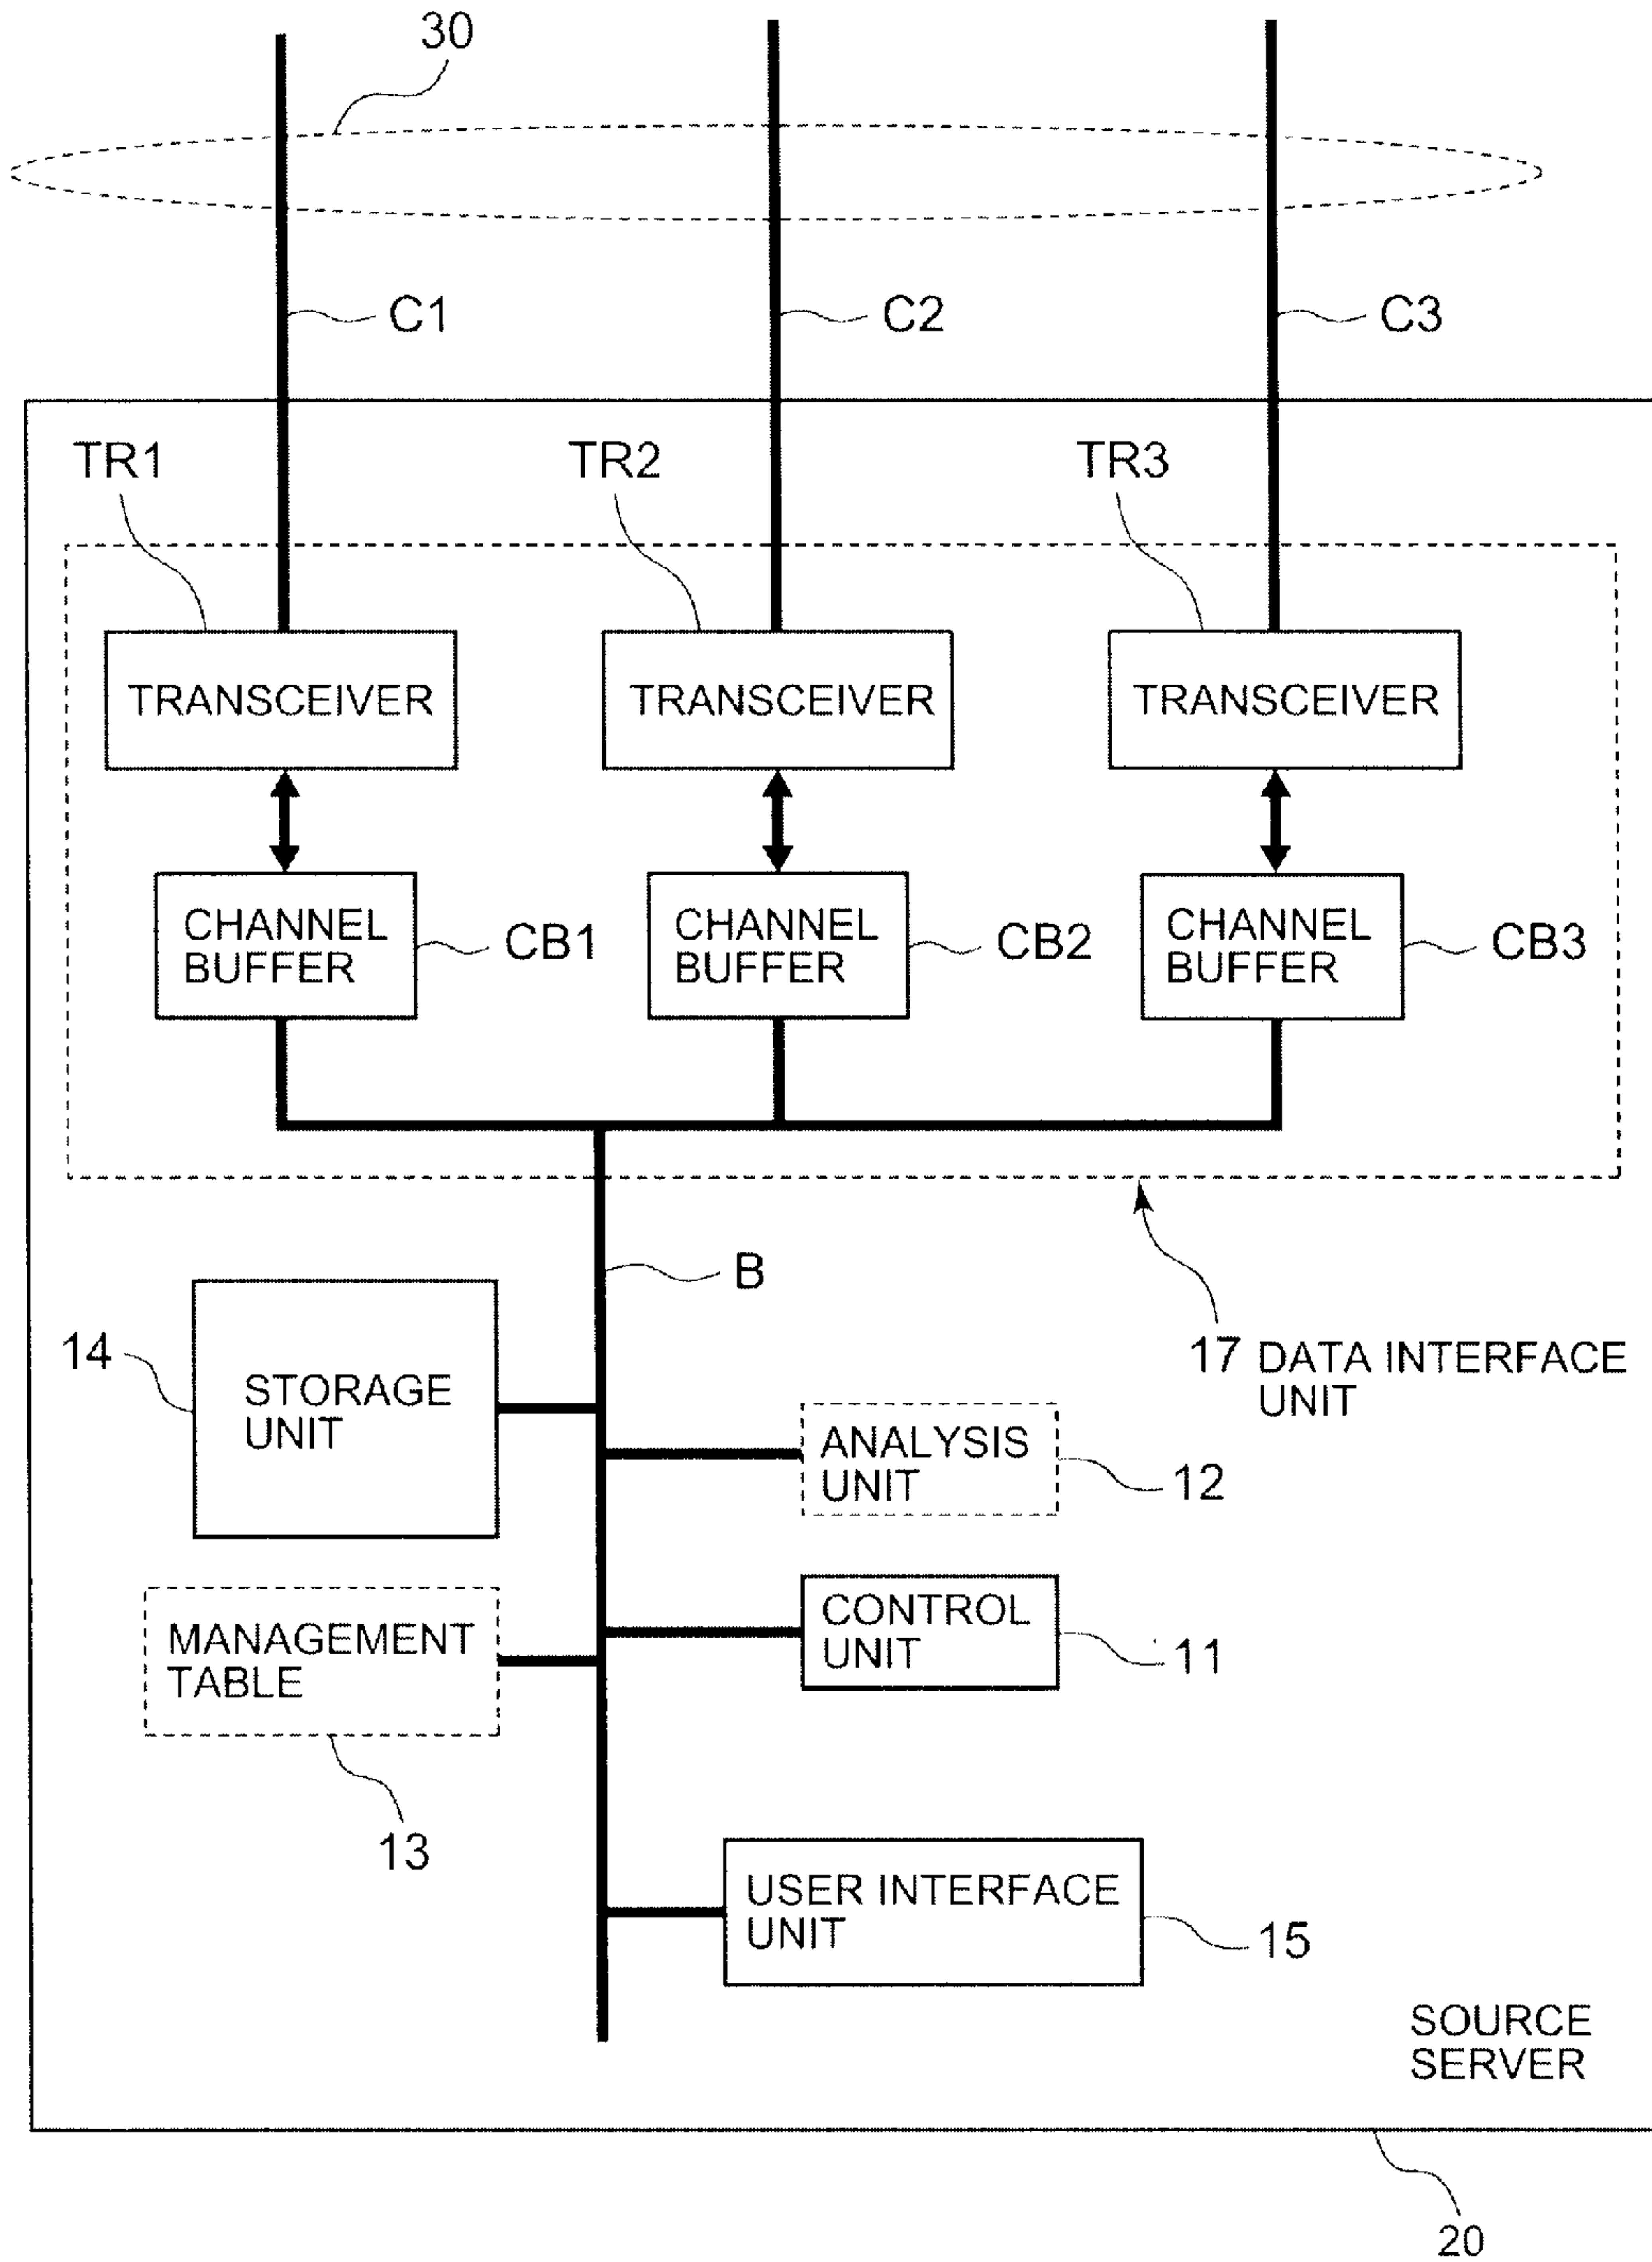 30
C1
C2
C3
TR1
TR2
TR3
TRANSCEIVER
TRANSCEIVER
TRANSCEIVER
CHANNEL
BUFFER
CB1
CHANNEL
BUFFER
CB2
CHANNEL
BUFFER
CB3
B
14
STORAGE
UNIT
17 DATA INTERFACE
UNIT
ANALYSIS
UNIT
12
CONTROL
UNIT
11
MANAGEMENT
TABLE
13
USER INTERFACE
UNIT
15
SOURCE
SERVER
20